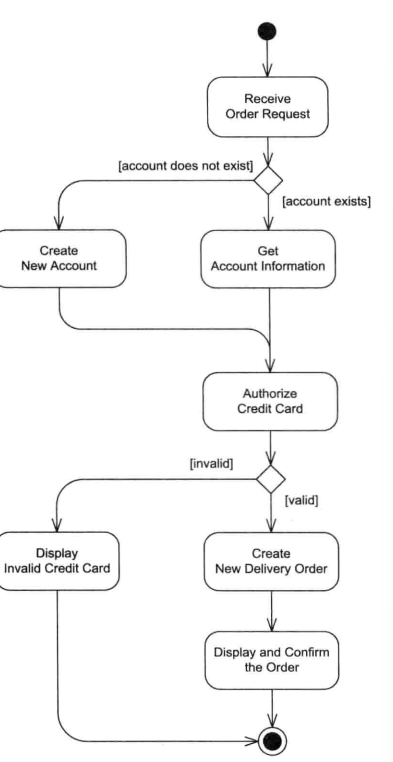 Receive
Order Request
[account does not exist]
[account exists]
Create
New Account
Get
Account Information
Authorize
Credit Card
[invalid]
[valid]
Display
Invalid Credit Card
Create
New Delivery Order
Display and Confirm
the Order